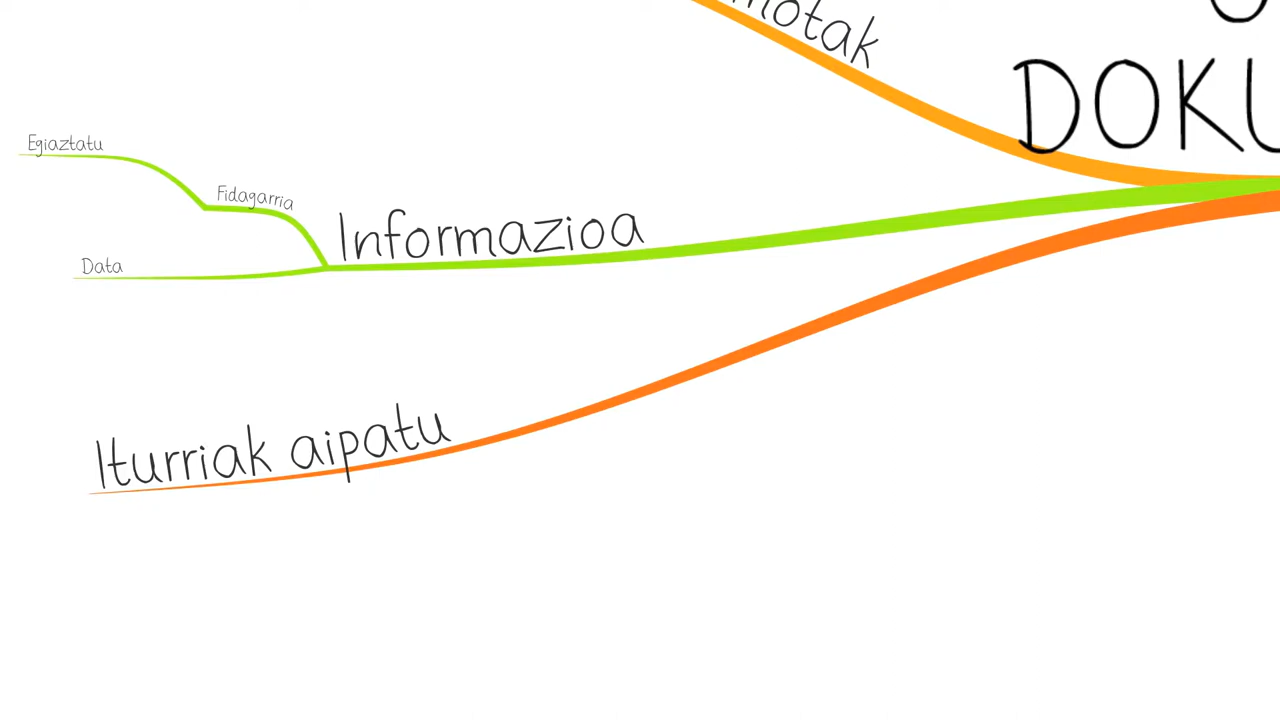 motak
DOKU
Egiaztatu
Fidagarria
Informazioa
Data
Iturriak aipatu